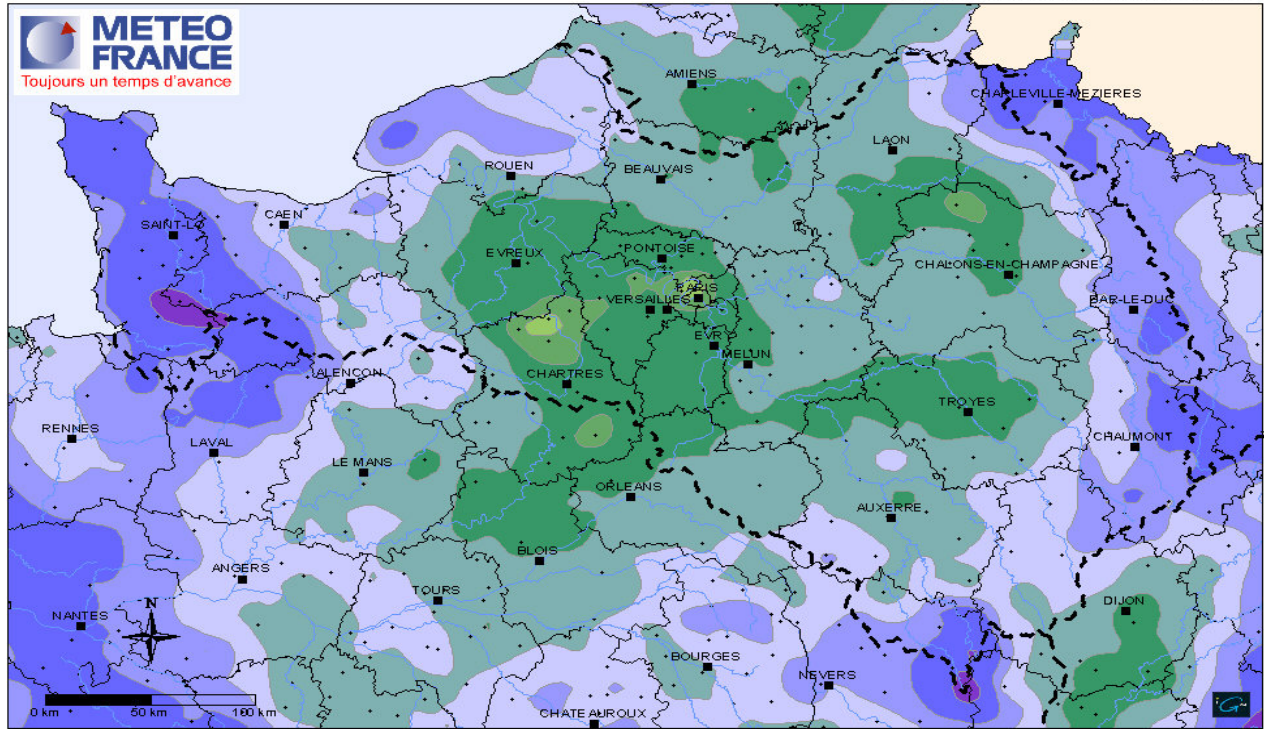 METEO
FRANCE
Toujours un temps d'avance
AMIENS
CHARLEVILLE-MEZIERES
LAON
ROUEN
BEAUVAIS
CAEN
SAINT-LO
PONTOISE
EVREUX
CHALONS-EN-CHAMPAGNE
PARIS
VERSAILLES
BAR-LE-DUC
EVR
MELUN
ALENCON
CHARTRES
TROYES
RENNES
LAVAL
CHAUMONT
LE MANS
ORLEANS
AUXERRE
BLOIS
ANGERS
TOURS
DIJON
N
NANTES
BOURGES
NEVERS
0 km 50 km 100 km
CHATEAUROUX